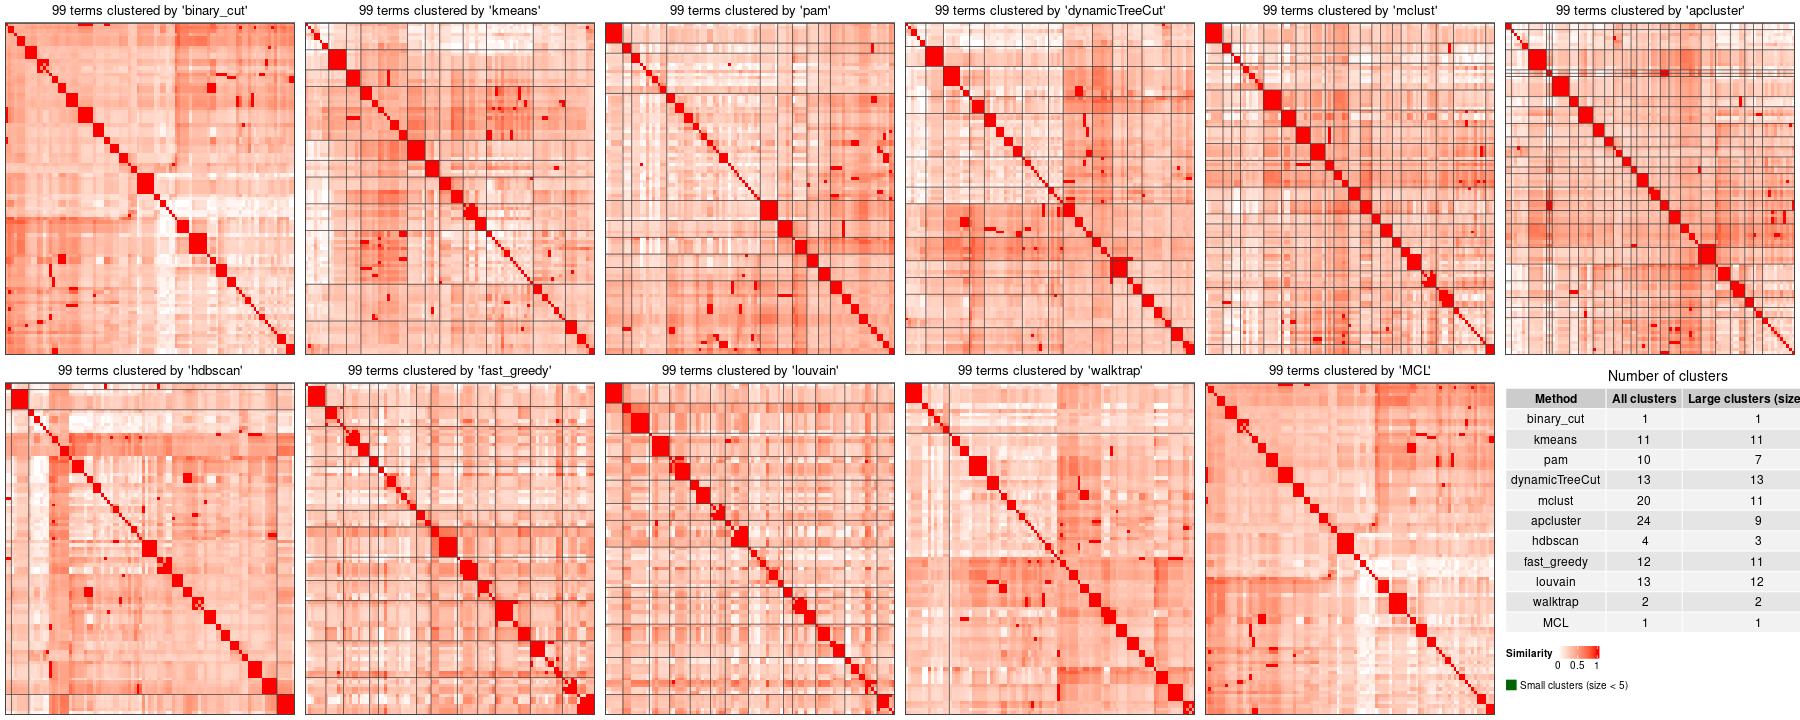 99 terms clustered by 'binary_cut'
99 terms clustered by 'kmeans'
99 terms clustered by 'pam'
99 terms clustered by 'dynamicTreeCut'
99 terms clustered by 'mclust'
99 terms clustered by 'apcluster'
99 terms clustered by 'hdbscan'
99 terms clustered by 'fast_greedy'
99 terms clustered by 'louvain'
99 terms clustered by 'walktrap'
99 terms clustered by 'MCL'
Number of clusters
Method All clusters Large clusters (size
binary_cut 1 1
kmeans 11 11
pam 10 7
dynamicTreeCut 13 13
mclust 20 11
apcluster 24 9
hdbscan 4 3
fast_greedy 12 11
louvain 13 12
walktrap 2 2
MCL 1 1
Similarity
0 0.5 1
Small clusters (size < 5)